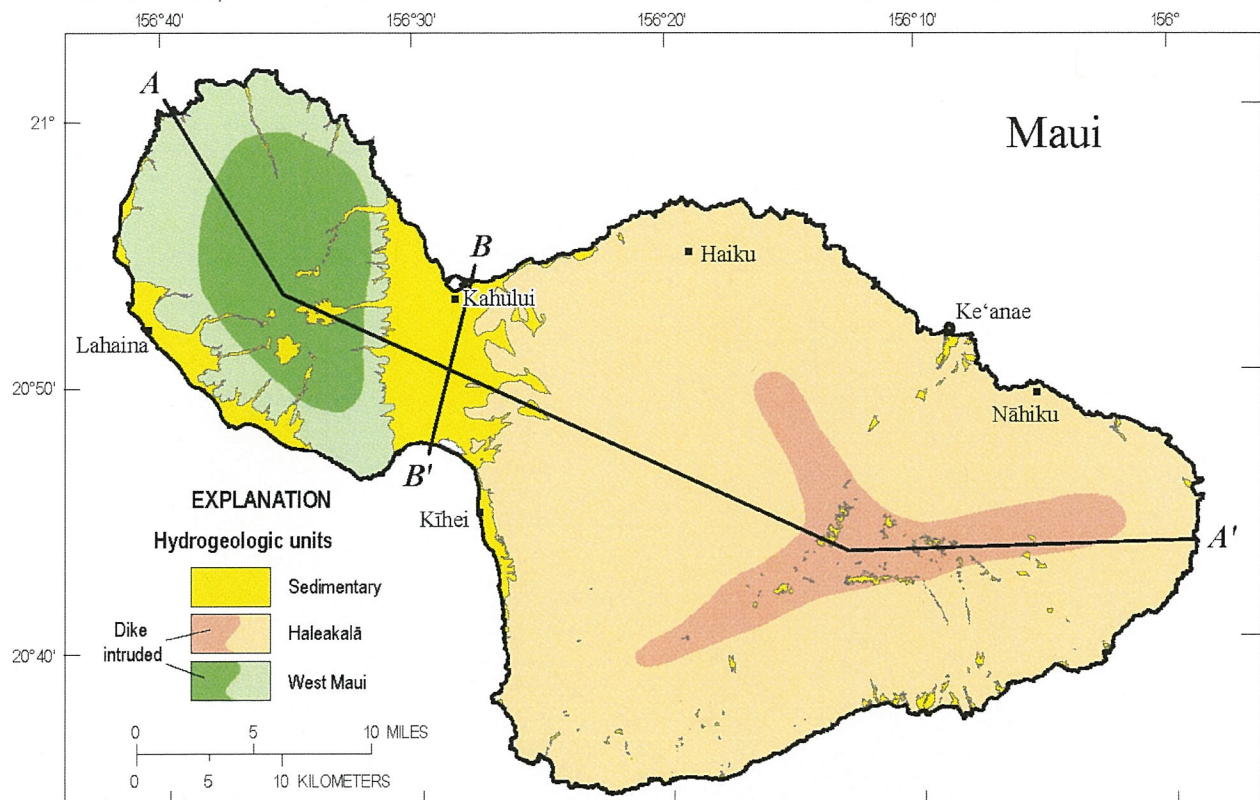 156°40' 156°30' 156°20' 156°10' 156°
A
21°
Maui
B
Haiku
Kahului
Ke‘anae
Lahaina
20°50'
Nāhiku
B'
EXPLANATION
Kīhei
A'
Hydrogeologic units
Sedimentary
Dike
intruded
Haleakalā
20°40'
West Maui
0 5 10 MILES
0 5 10 KILOMETERS